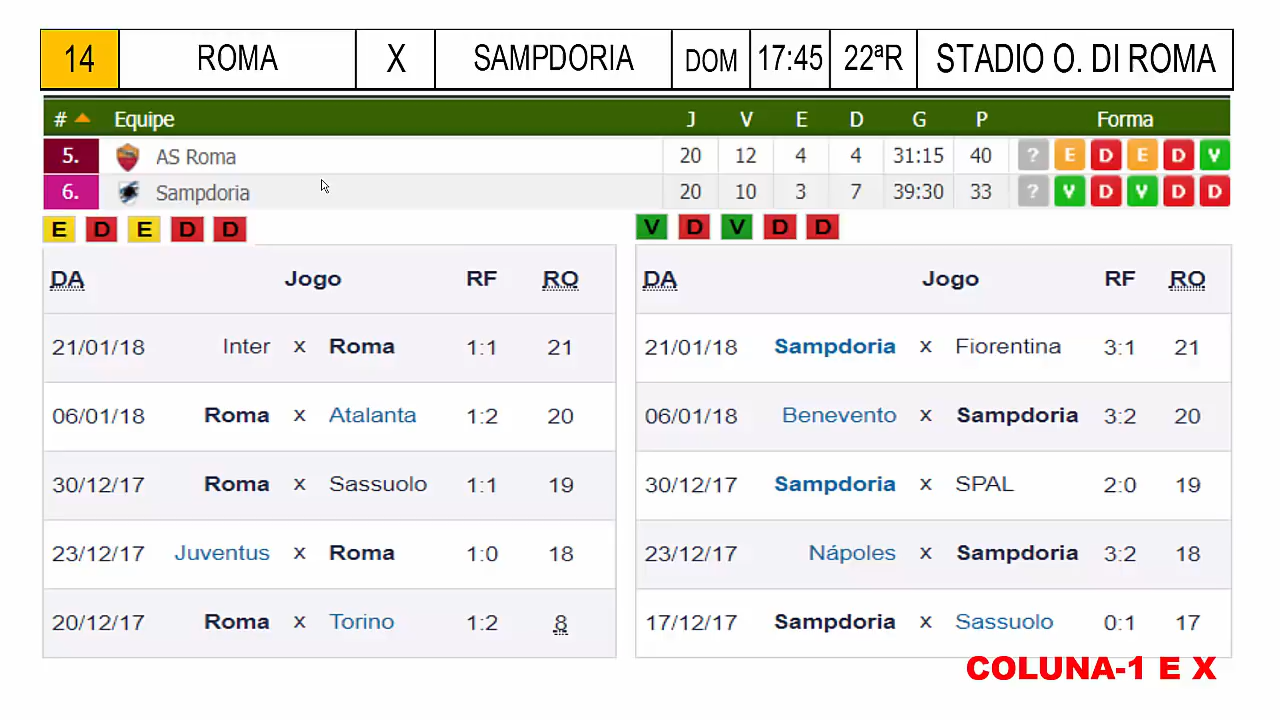 14 ROMA X SAMPDORIA DOM 17:45 22ªR STADIO O. DI ROMA
# Equipe J V E D G P Forma
5. AS Roma 20 12 4 4 31:15 40 ? E D E D V
6. Sampdoria 20 10 3 7 39:30 33 ? V D V D D
E D E D D
V D V D D
DA Jogo RF RO
21/01/18 Inter x Roma 1:1 21
06/01/18 Roma x Atalanta 1:2 20
30/12/17 Roma x Sassuolo 1:1 19
23/12/17 Juventus x Roma 1:0 18
20/12/17 Roma x Torino 1:2 8
DA Jogo RF RO
21/01/18 Sampdoria x Fiorentina 3:1 21
06/01/18 Benevento x Sampdoria 3:2 20
30/12/17 Sampdoria x SPAL 2:0 19
23/12/17 Nápoles x Sampdoria 3:2 18
17/12/17 Sampdoria x Sassuolo 0:1 17
COLUNA-1 E X